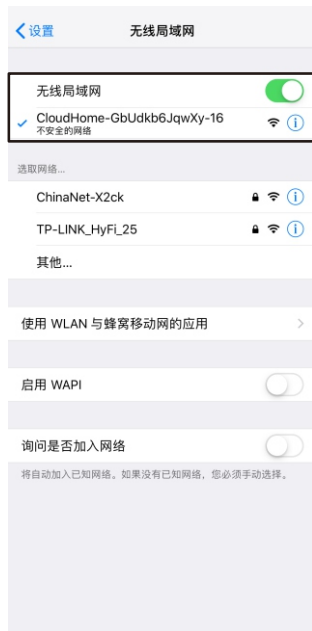 设置
无线局域网
无线局域网
CloudHome-GbUdkb6JqwXy-16
不安全的网络
选取网络...
ChinaNet-X2ck
TP-LINK_HyFi_25
其他...
使用 WLAN 与蜂窝移动网的应用
启用 WAPI
询问是否加入网络
将自动加入已知网络。如果没有已知网络，您必须手动选择。